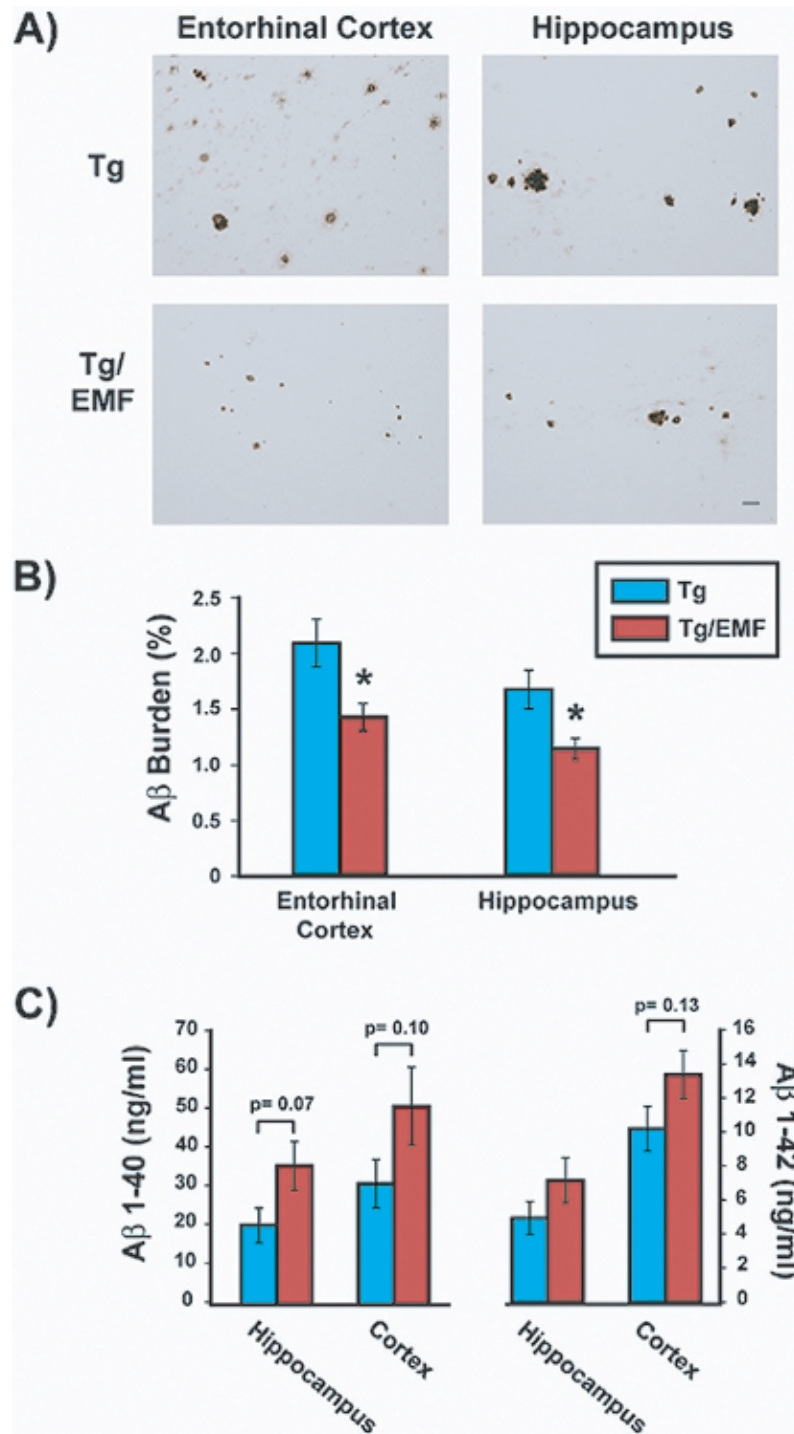 A)
Entorhinal Cortex Hippocampus
Tg
Tg/
EMF
B)
Tg
Tg/EMF
Aβ Burden (%)
2.5
2.0
1.5
1.0
0.5
0
*
*
Entorhinal
Cortex
Hippocampus
C)
Aβ 1-40 (ng/ml)
70
60
50
40
30
20
10
0
p= 0.07
p= 0.10
p= 0.13
16
14
12
10
8
6
4
2
0
Aβ 1-42 (ng/ml)
Hippocampus
Cortex
Hippocampus
Cortex